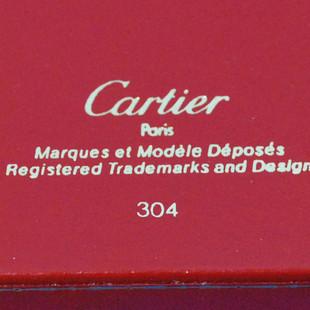 Cartier
Paris
Marques et Modèle Déposés
Registered Trademarks and Design
304